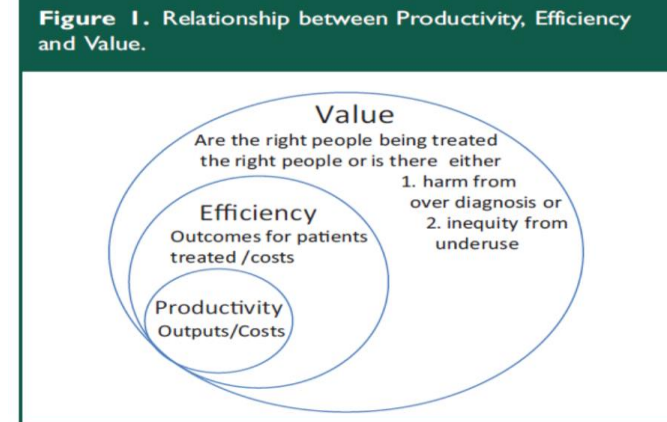 Figure 1. Relationship between Productivity, Efficiency
and Value.
Value
Are the right people being treated
the right people or is there either
1. harm from
over diagnosis or
2. inequity from
underuse
Efficiency
Outcomes for patients
treated /costs
Productivity
Outputs/Costs